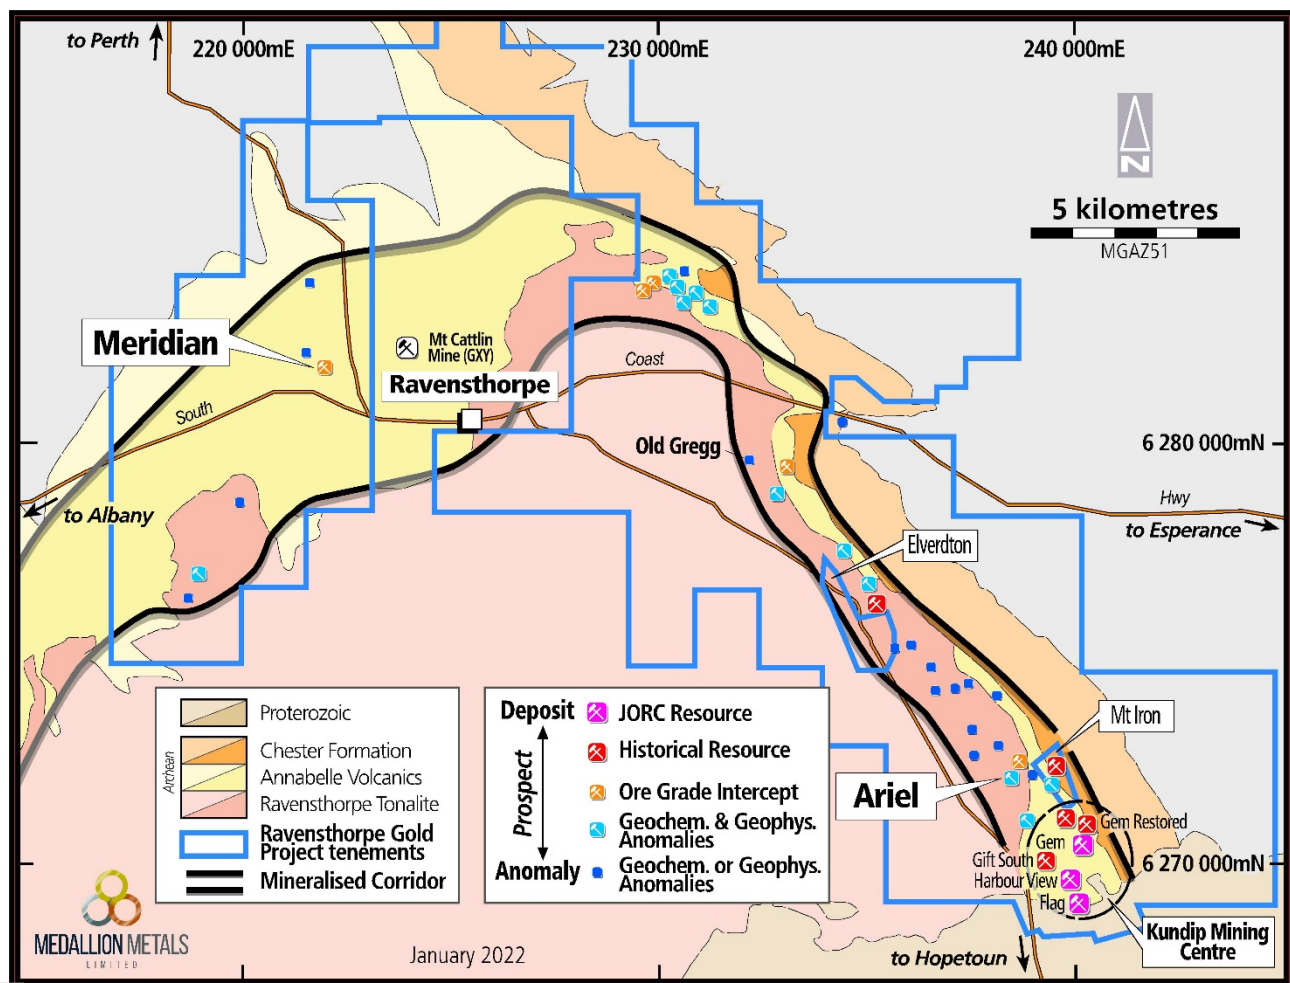 to Perth
220 000mE
230 000mE
240 000mE
N
5 kilometres
MGAZ51
Meridian
Mt Cattlin
Mine (GXY)
Ravensthorpe
Coast
South
Old Gregg
6 280 000mN
Hwy
to Albany
to Esperance
Elverdton
Mt Iron
Ariel
Gem Restored
Gem
Gift South
6 270 000mN
Harbour View
Flag
Kundip Mining
Centre
to Hopetoun
Archean
Proterozoic
Chester Formation
Annabelle Volcanics
Ravensthorpe Tonalite
Ravensthorpe Gold
Project tenements
Mineralised Corridor
Deposit
JORC Resource
Historical Resource
Prospect
Ore Grade Intercept
Geochem. & Geophys.
Anomalies
Anomaly
Geochem. or Geophys.
Anomalies
MEDALLION METALS
LIMITED
January 2022